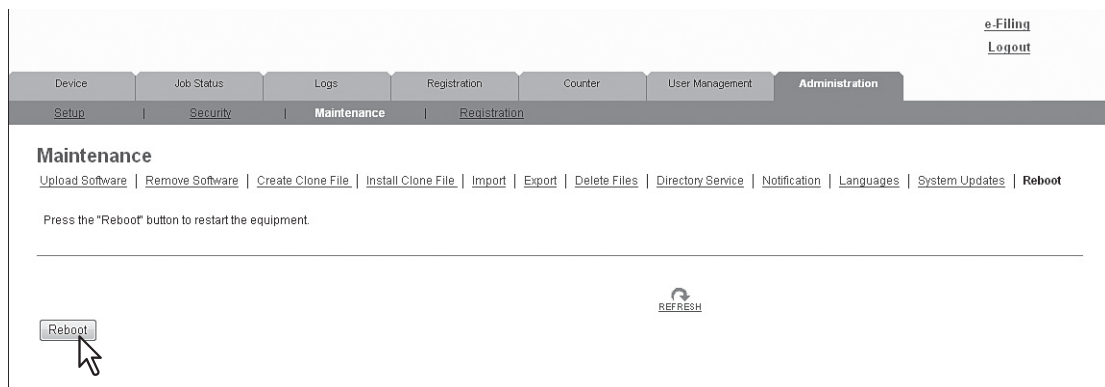 e-Filing
Logout
Device Job Status Logs Registration Counter User Management Administration
Setup | Security | Maintenance | Registration
Maintenance
Upload Software | Remove Software | Create Clone File | Install Clone File | Import | Export | Delete Files | Directory Service | Notification | Languages | System Updates | Reboot
Press the "Reboot" button to restart the equipment.
REFRESH
Reboot